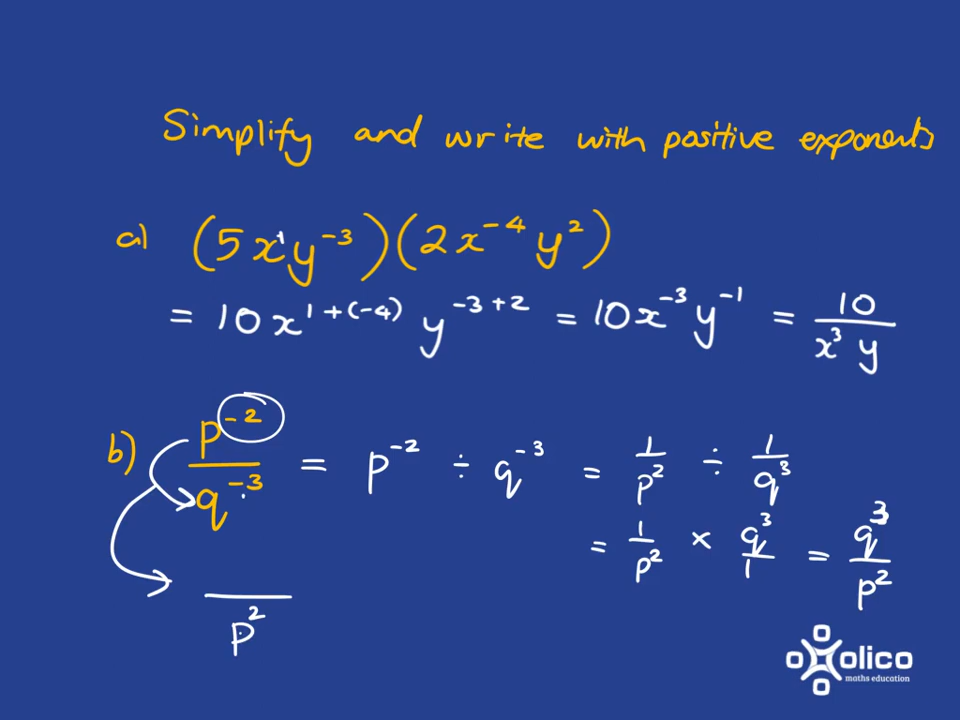 Simplify and write with positive exponents
a) (5x¹y⁻³)(2x⁻⁴y²)
= 10x¹⁺⁽⁻⁴⁾ y⁻³⁺² = 10x⁻³y⁻¹ = 10/(x³y)
b) p⁻²/q⁻³ = p⁻² ÷ q⁻³ = 1/p² ÷ 1/q³
= 1/p² × q³/1 = q³/p²
/p²
olico
maths education